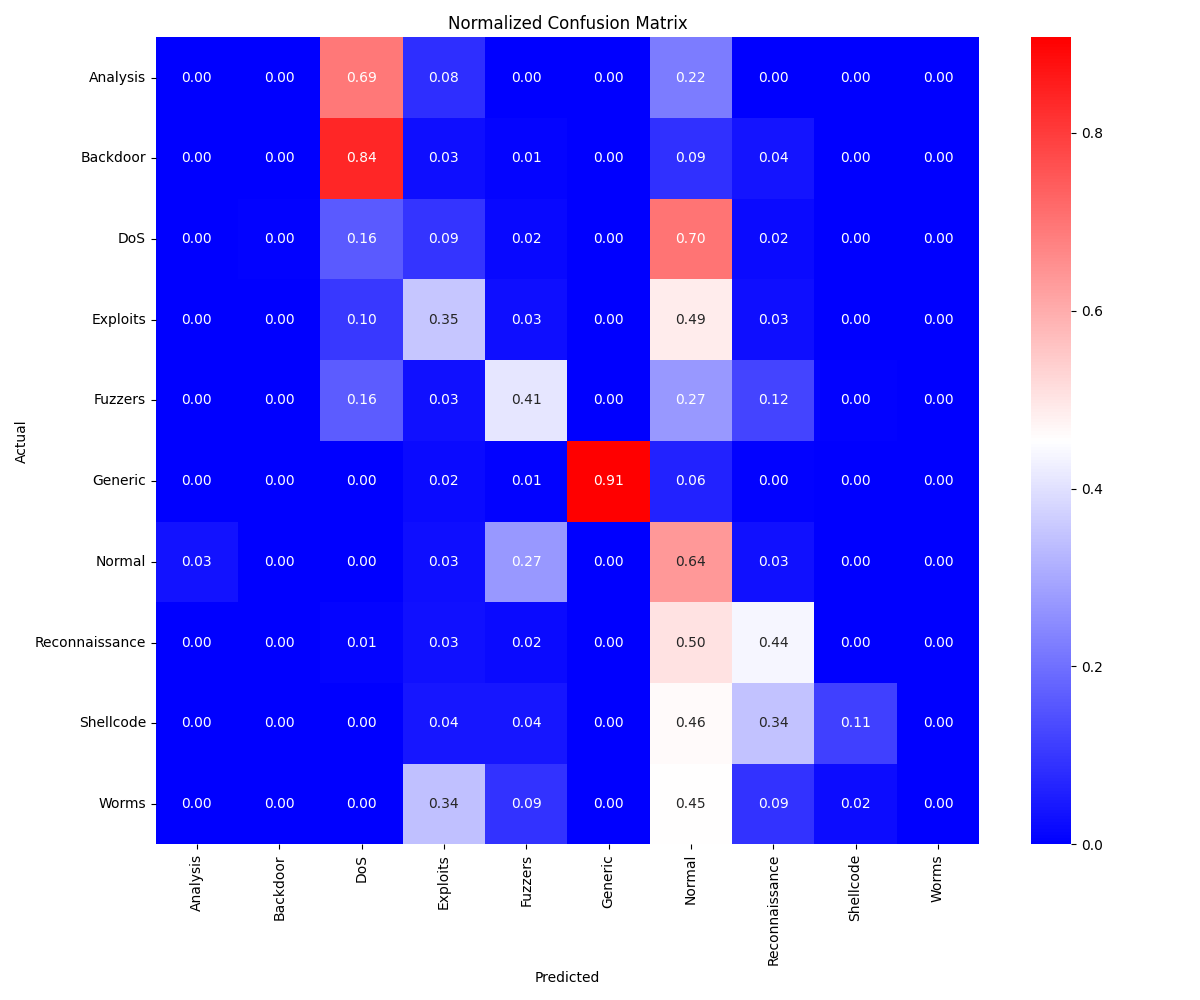 Normalized Confusion Matrix
Analysis 0.00 0.00 0.69 0.08 0.00 0.00 0.22 0.00 0.00 0.00
Backdoor 0.00 0.00 0.84 0.03 0.01 0.00 0.09 0.04 0.00 0.00
DoS 0.00 0.00 0.16 0.09 0.02 0.00 0.70 0.02 0.00 0.00
Exploits 0.00 0.00 0.10 0.35 0.03 0.00 0.49 0.03 0.00 0.00
Fuzzers 0.00 0.00 0.16 0.03 0.41 0.00 0.27 0.12 0.00 0.00
Generic 0.00 0.00 0.00 0.02 0.01 0.91 0.06 0.00 0.00 0.00
Normal 0.03 0.00 0.00 0.03 0.27 0.00 0.64 0.03 0.00 0.00
Reconnaissance 0.00 0.00 0.01 0.03 0.02 0.00 0.50 0.44 0.00 0.00
Shellcode 0.00 0.00 0.00 0.04 0.04 0.00 0.46 0.34 0.11 0.00
Worms 0.00 0.00 0.00 0.34 0.09 0.00 0.45 0.09 0.02 0.00
Actual
Analysis Backdoor DoS Exploits Fuzzers Generic Normal Reconnaissance Shellcode Worms
Predicted
0.8
0.6
0.4
0.2
0.0